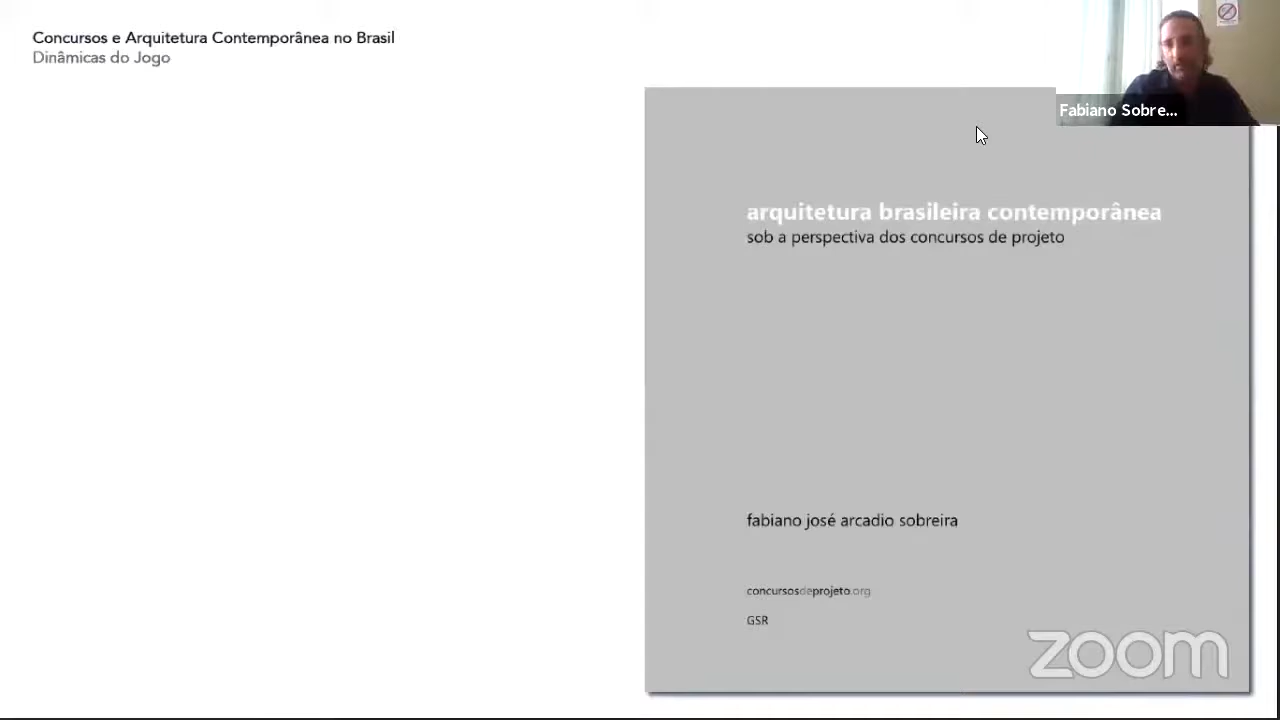 Concursos e Arquitetura Contemporânea no Brasil
Dinâmicas do Jogo
Fabiano Sobre...
arquitetura brasileira contemporânea
sob a perspectiva dos concursos de projeto
fabiano josé arcadio sobreira
concursosdeprojeto.org
GSR
zoom